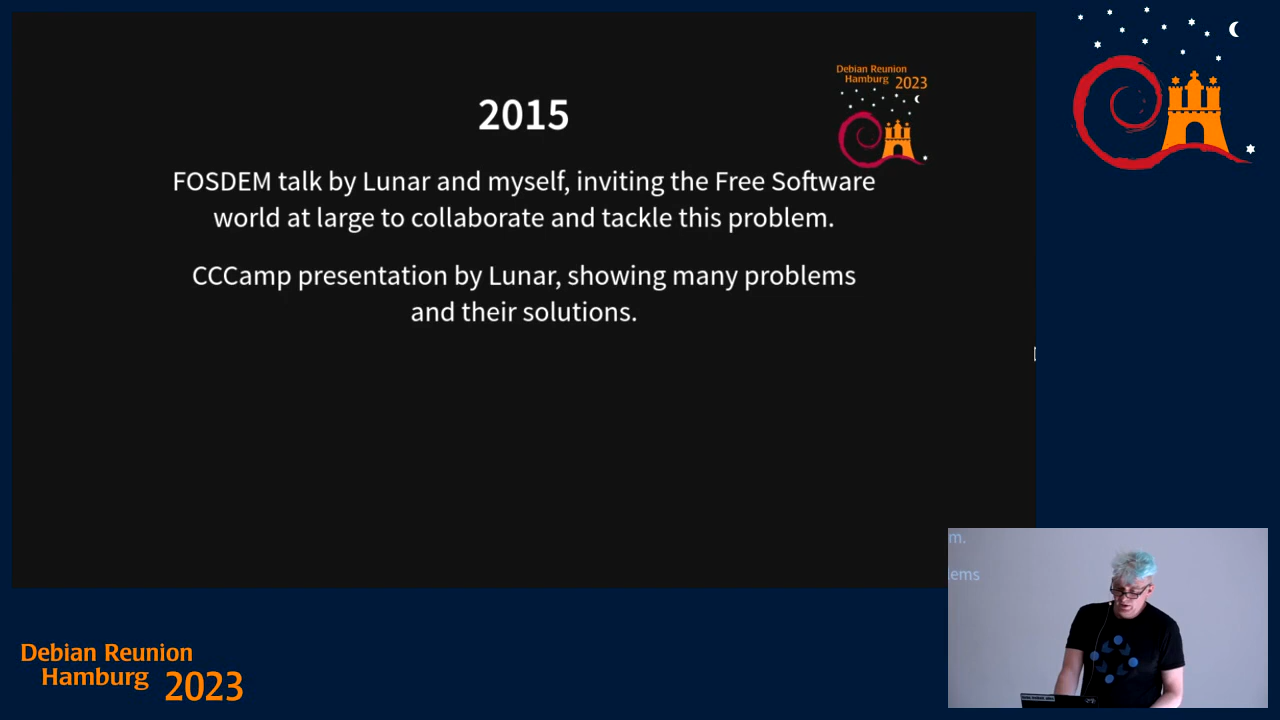 Debian Reunion
Hamburg 2023
2015
FOSDEM talk by Lunar and myself, inviting the Free Software
world at large to collaborate and tackle this problem.
CCCamp presentation by Lunar, showing many problems
and their solutions.
m.
lems
Debian Reunion
Hamburg 2023